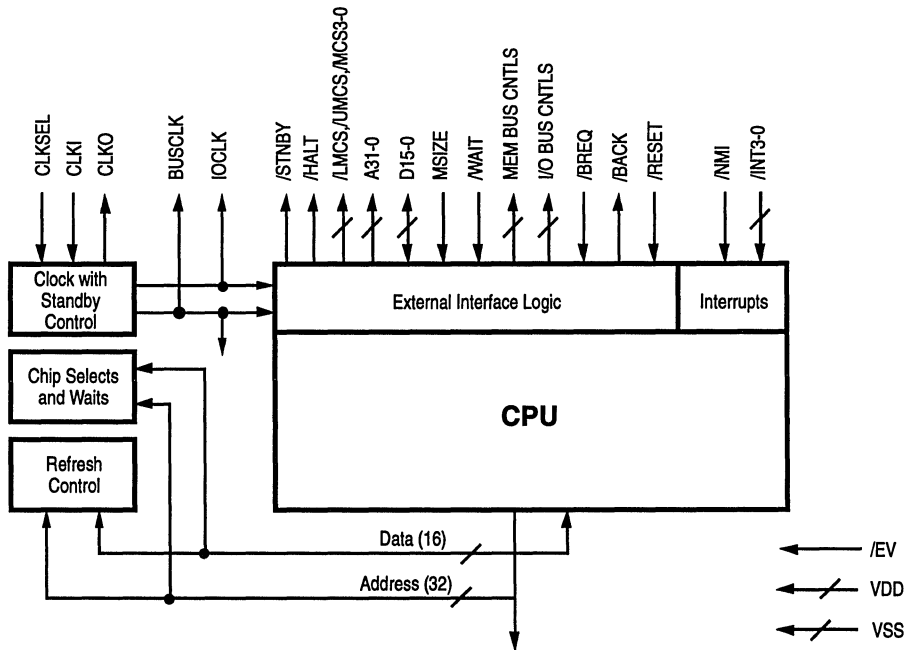 CLKSEL
CLKI
CLKO
BUSCLK
IOCLK
/STNBY
/HALT
/LMCS,/UMCS,/MCS3-0
A31-0
D15-0
MSIZE
/WAIT
MEM BUS CNTLS
I/O BUS CNTLS
/BREQ
/BACK
/RESET
/NMI
/INT3-0
Clock with
Standby
Control
External Interface Logic
Interrupts
Chip Selects
and Waits
CPU
Refresh
Control
Data (16)
Address (32)
/EV
VDD
VSS